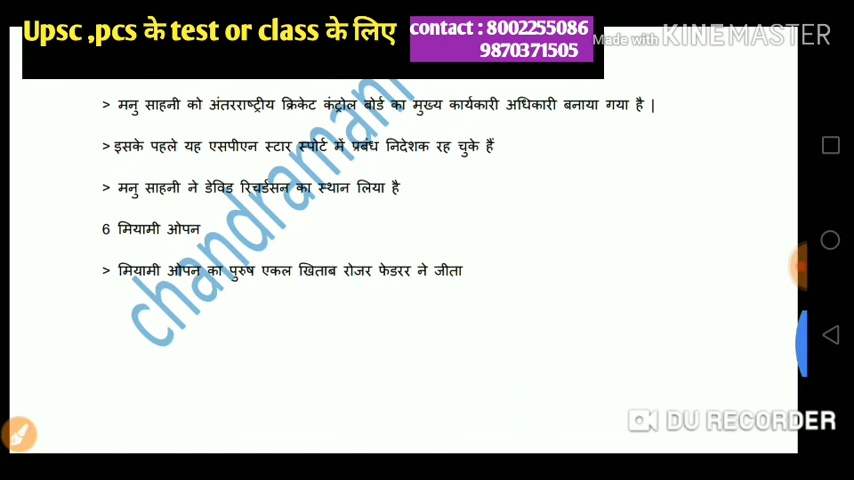 Upsc ,pcs के test or class के लिए
contact : 8002255086
9870371505
Made with KINEMASTER
> मनु साहनी को अंतरराष्ट्रीय क्रिकेट कंट्रोल बोर्ड का मुख्य कार्यकारी अधिकारी बनाया गया है |
> इसके पहले यह एसपीएन स्टार स्पोर्ट में प्रबंध निदेशक रह चुके हैं
> मनु साहनी ने डेविड रिचर्डसन का स्थान लिया है
6 मियामी ओपन
> मियामी ओपन का पुरुष एकल खिताब रोजर फेडरर ने जीता
chandramani
DU RECORDER